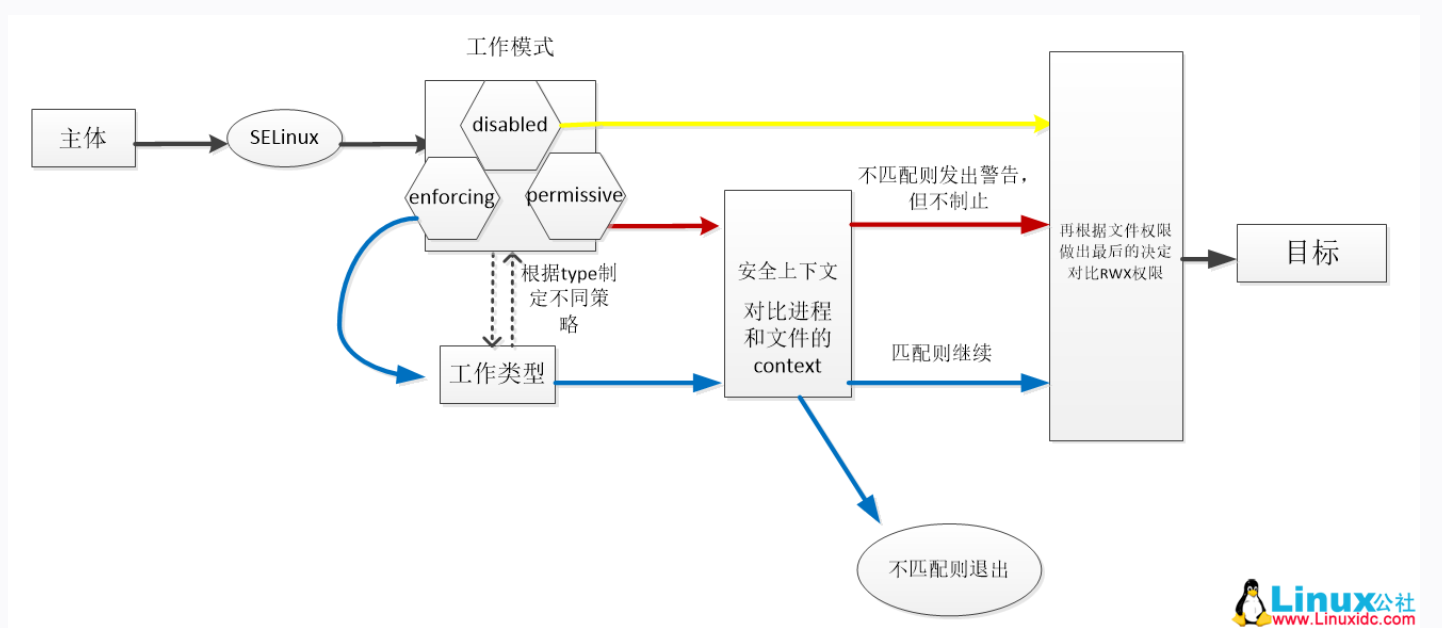 工作模式
主体
SELinux
disabled
enforcing
permissive
根据type制
定不同策
略
工作类型
安全上下文
对比进程
和文件的
context
不匹配则发出警告,
但不制止
匹配则继续
不匹配则退出
再根据文件权限
做出最后的决定
对比RWX权限
目标
Linux公社
www.Linuxidc.com